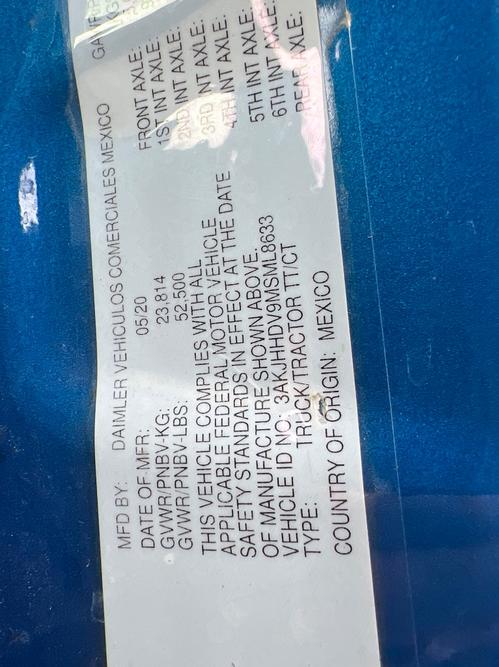 MFD BY: DAIMLER VEHICULOS COMERCIALES MEXICO
DATE OF MFR: 05/20
GVWR/PNBV-KG: 23,814
GVWR/PNBV-LBS: 52,500
THIS VEHICLE COMPLIES WITH ALL
APPLICABLE FEDERAL MOTOR VEHICLE
SAFETY STANDARDS IN EFFECT AT THE DATE
OF MANUFACTURE SHOWN ABOVE.
VEHICLE ID NO: 3AKJHHDV9MSML8633
TYPE: TRUCK/TRACTOR TT/CT
COUNTRY OF ORIGIN: MEXICO
FRONT AXLE:
1ST INT AXLE:
2ND INT AXLE:
3RD INT AXLE:
4TH INT AXLE:
5TH INT AXLE:
6TH INT AXLE:
REAR AXLE: